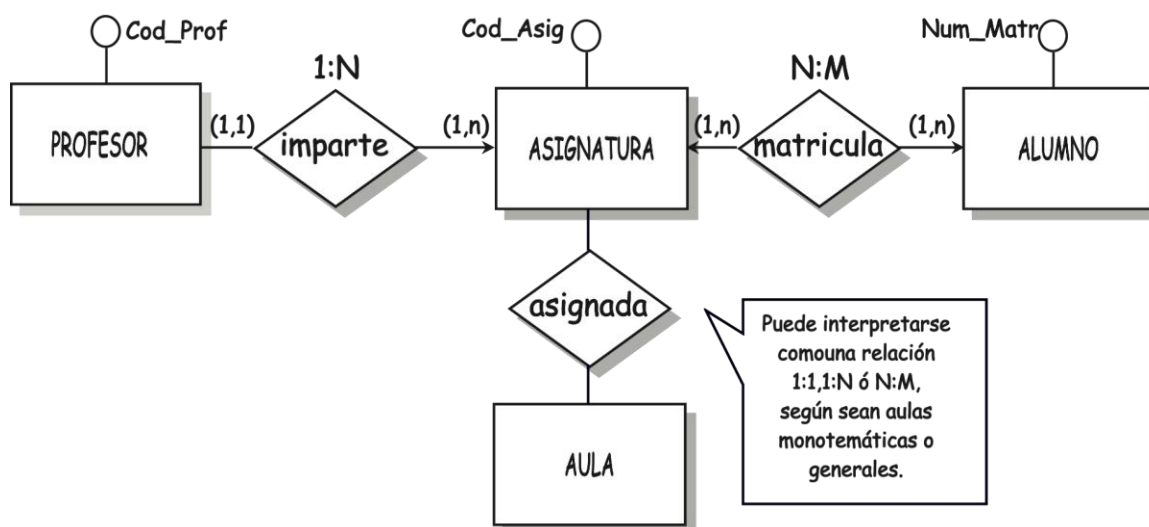 Cod_Prof
Cod_Asig
Num_Matr
1:N
N:M
PROFESOR
(1,1)
imparte
(1,n)
ASIGNATURA
(1,n)
matricula
(1,n)
ALUMNO
asignada
Puede interpretarse
comouna relación
1:1,1:N ó N:M,
según sean aulas
monotemáticas o
generales.
AULA